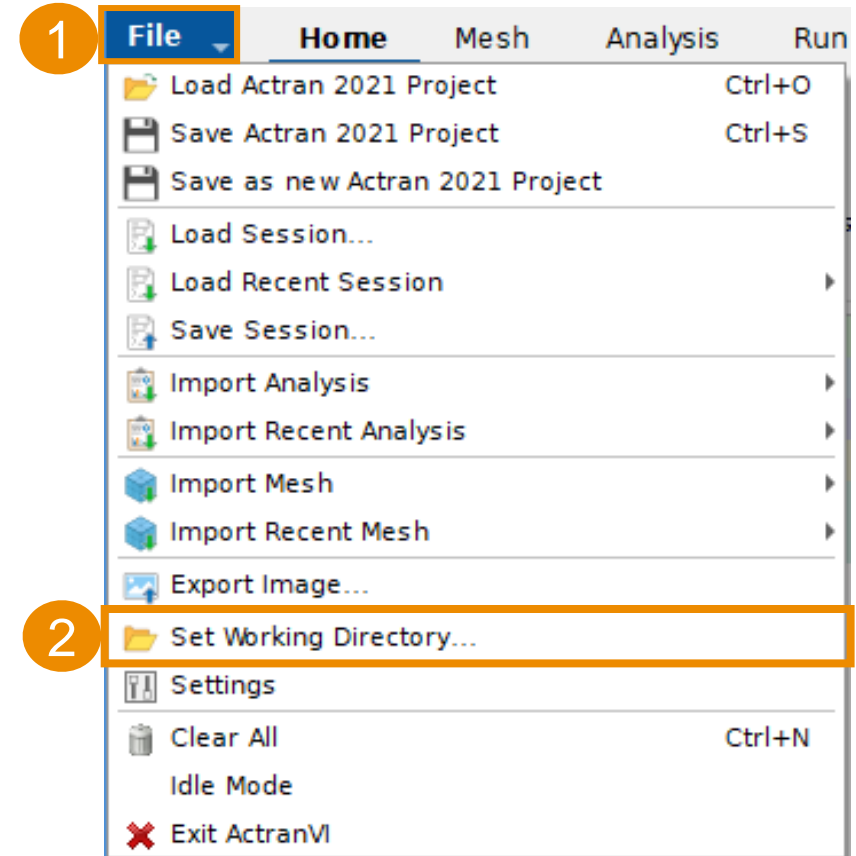 1 File Home Mesh Analysis Run
Load Actran 2021 Project Ctrl+O
Save Actran 2021 Project Ctrl+S
Save as new Actran 2021 Project
Load Session...
Load Recent Session
Save Session...
Import Analysis
Import Recent Analysis
Import Mesh
Import Recent Mesh
Export Image...
2 Set Working Directory...
Settings
Clear All Ctrl+N
Idle Mode
Exit ActranVI